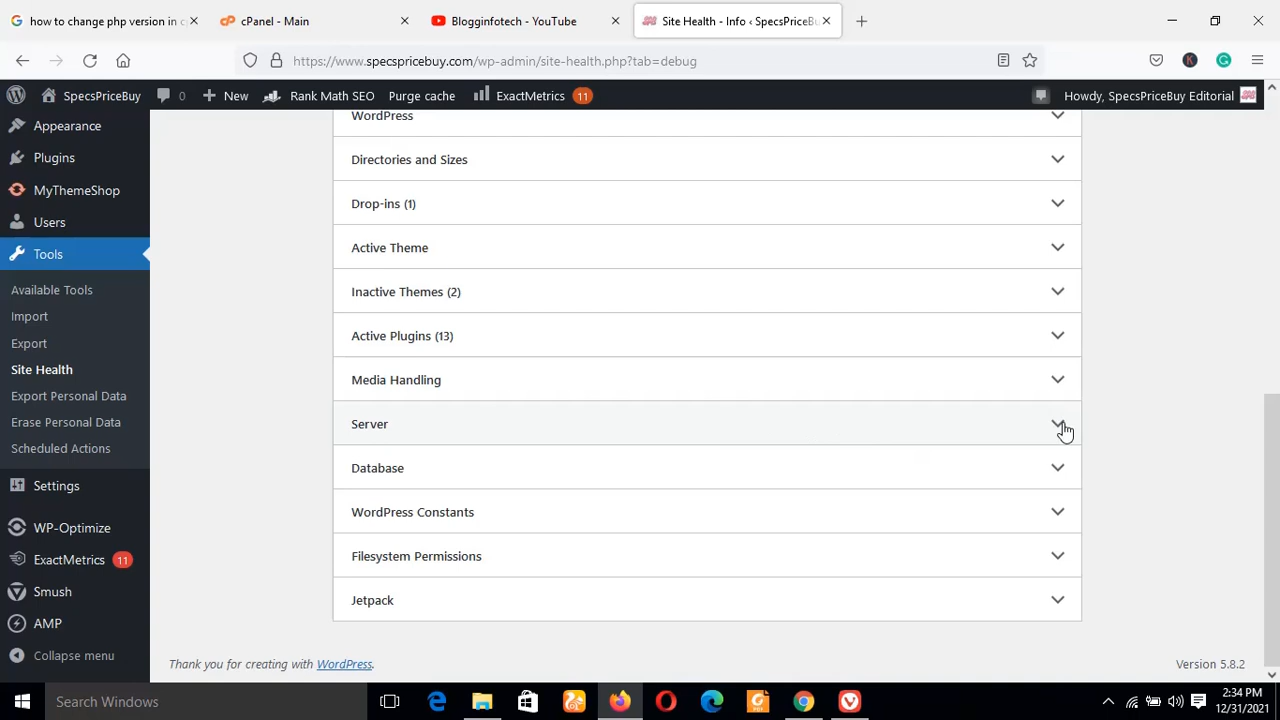 how to change php version in c
cPanel - Main
Blogginfotech - YouTube
Site Health - Info ‹ SpecsPriceBu
https://www.specspricebuy.com/wp-admin/site-health.php?tab=debug
SpecsPriceBuy
0
New
Rank Math SEO
Purge cache
ExactMetrics 11
Howdy, SpecsPriceBuy Editorial
Appearance
Plugins
MyThemeShop
Users
Tools
Available Tools
Import
Export
Site Health
Export Personal Data
Erase Personal Data
Scheduled Actions
Settings
WP-Optimize
ExactMetrics 11
Smush
AMP
Collapse menu
WordPress
Directories and Sizes
Drop-ins (1)
Active Theme
Inactive Themes (2)
Active Plugins (13)
Media Handling
Server
Database
WordPress Constants
Filesystem Permissions
Jetpack
Thank you for creating with WordPress.
Version 5.8.2
Search Windows
2:34 PM
12/31/2021